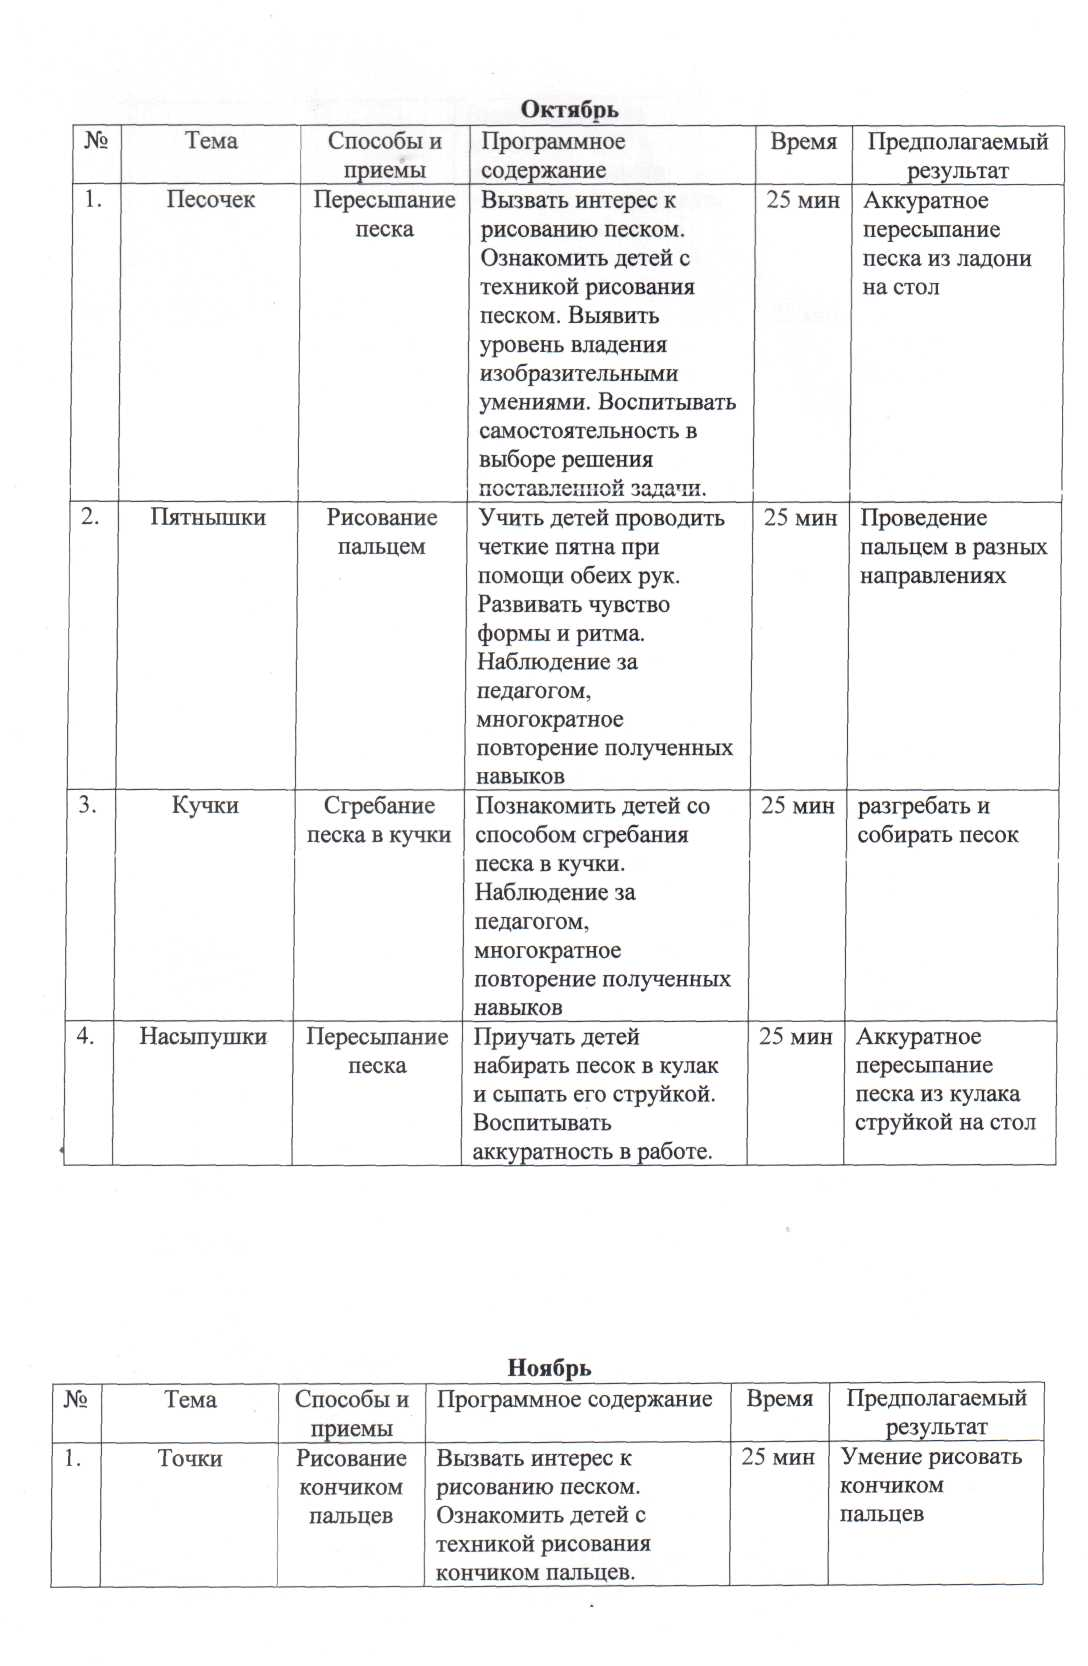 Октябрь
№ Тема Способы и приемы Программное содержание Время Предполагаемый результат
1. Песочек Пересыпание песка Вызвать интерес к
рисованию песком.
Ознакомить детей с
техникой рисования
песком. Выявить
уровень владения
изобразительными
умениями. Воспитывать
самостоятельность в
выборе решения
поставленной задачи.
25 мин
Аккуратное
пересыпание
песка из ладони
на стол
2. Пятнышки Рисование пальцем
Учить детей проводить
четкие пятна при
помощи обеих рук.
Развивать чувство
формы и ритма.
Наблюдение за
педагогом,
многократное
повторение полученных
навыков
25 мин
Проведение
пальцем в разных
направлениях
3. Кучки Сгребание песка в кучки
Познакомить детей со
способом сгребания
песка в кучки.
Наблюдение за
педагогом,
многократное
повторение полученных
навыков
25 мин
разгребать и
собирать песок
4. Насыпушки Пересыпание песка
Приучать детей
набирать песок в кулак
и сыпать его струйкой.
Воспитывать
аккуратность в работе.
25 мин
Аккуратное
пересыпание
песка из кулака
струйкой на стол
Ноябрь
№ Тема Способы и приемы Программное содержание Время Предполагаемый результат
1. Точки Рисование кончиком пальцев
Вызвать интерес к
рисованию песком.
Ознакомить детей с
техникой рисования
кончиком пальцев.
25 мин
Умение рисовать
кончиком
пальцев